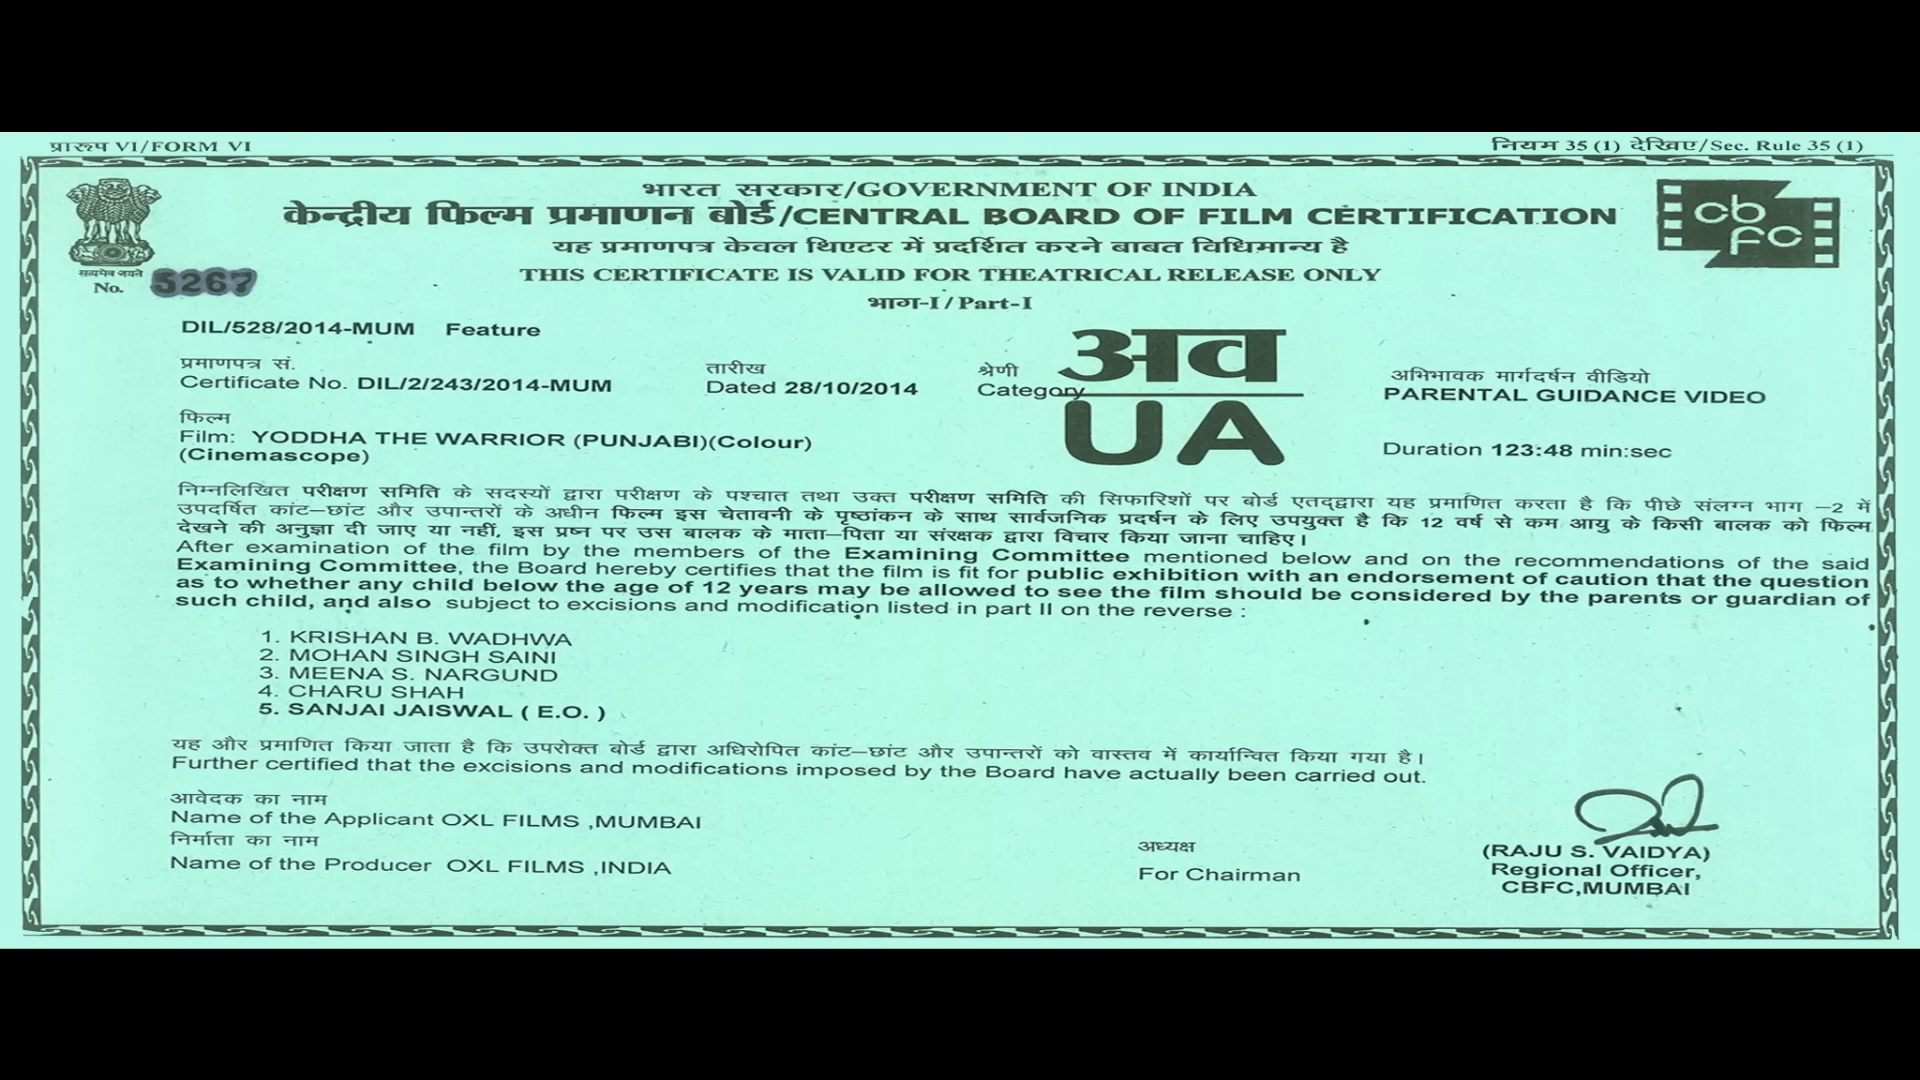 प्रारूप VI/FORM VI
नियम 35 (1) देखिए/Sec. Rule 35 (1)
भारत सरकार/GOVERNMENT OF INDIA
केन्द्रीय फिल्म प्रमाणन बोर्ड/CENTRAL BOARD OF FILM CERTIFICATION
cbfc
यह प्रमाणपत्र केवल थिएटर में प्रदर्शित करने बाबत विधिमान्य है
सत्यमेव जयते
THIS CERTIFICATE IS VALID FOR THEATRICAL RELEASE ONLY
No. 5267
भाग-I/Part-I
DIL/528/2014-MUM Feature
प्रमाणपत्र सं.
Certificate No. DIL/2/243/2014-MUM
तारीख
Dated 28/10/2014
श्रेणी
Category
अव
UA
अभिभावक मार्गदर्षन वीडियो
PARENTAL GUIDANCE VIDEO
फिल्म
Film: YODDHA THE WARRIOR (PUNJABI)(Colour)
(Cinemascope)
Duration 123:48 min:sec
निम्नलिखित परीक्षण समिति के सदस्यों द्वारा परीक्षण के पश्चात तथा उक्त परीक्षण समिति की सिफारिशों पर बोर्ड एतद्द्वारा यह प्रमाणित करता है कि पीछे संलग्न भाग –2 में
उपदर्षित कांट–छांट और उपान्तरों के अधीन फिल्म इस चेतावनी के पृष्ठांकन के साथ सार्वजनिक प्रदर्षन के लिए उपयुक्त है कि 12 वर्ष से कम आयु के किसी बालक को फिल्म
देखने की अनुज्ञा दी जाए या नहीं, इस प्रष्न पर उस बालक के माता–पिता या संरक्षक द्वारा विचार किया जाना चाहिए।
After examination of the film by the members of the Examining Committee mentioned below and on the recommendations of the said
Examining Committee, the Board hereby certifies that the film is fit for public exhibition with an endorsement of caution that the question
as to whether any child below the age of 12 years may be allowed to see the film should be considered by the parents or guardian of
such child, and also subject to excisions and modification listed in part II on the reverse :
1. KRISHAN B. WADHWA
2. MOHAN SINGH SAINI
3. MEENA S. NARGUND
4. CHARU SHAH
5. SANJAI JAISWAL ( E.O. )
यह और प्रमाणित किया जाता है कि उपरोक्त बोर्ड द्वारा अधिरोपित कांट–छांट और उपान्तरों को वास्तव में कार्यान्वित किया गया है।
Further certified that the excisions and modifications imposed by the Board have actually been carried out.
आवेदक का नाम
Name of the Applicant OXL FILMS ,MUMBAI
निर्माता का नाम
Name of the Producer OXL FILMS ,INDIA
अध्यक्ष
For Chairman
(RAJU S. VAIDYA)
Regional Officer,
CBFC,MUMBAI